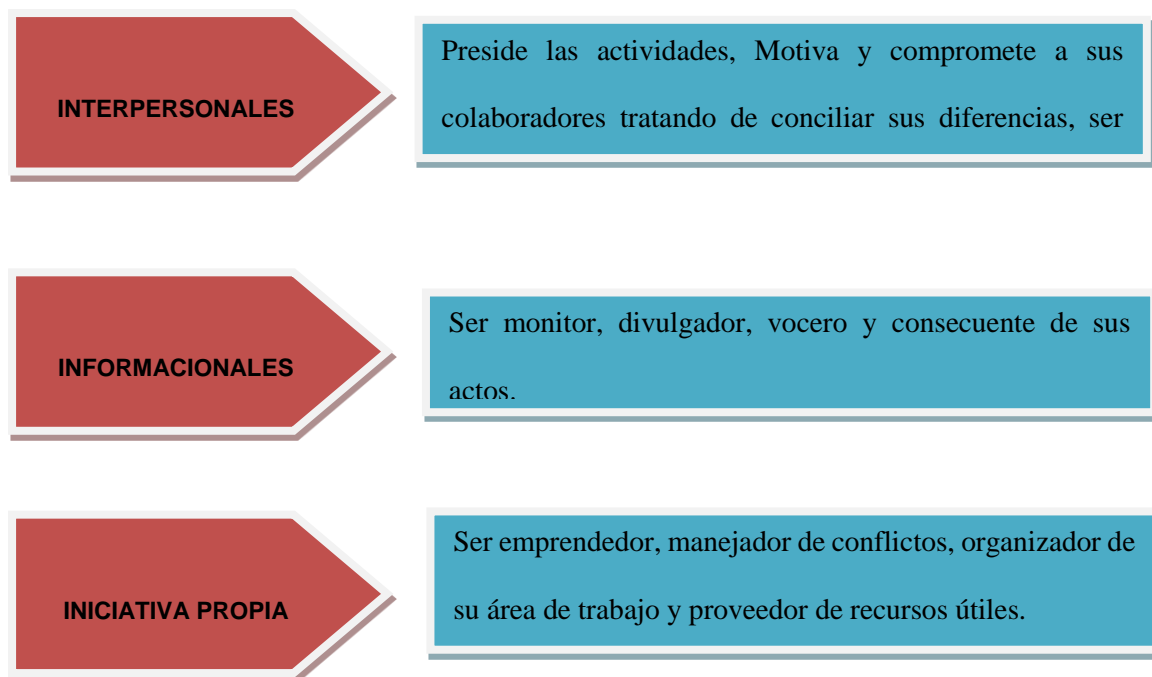 INTERPERSONALES
Preside las actividades, Motiva y compromete a sus
colaboradores tratando de conciliar sus diferencias, ser
INFORMACIONALES
Ser monitor, divulgador, vocero y consecuente de sus
actos.
INICIATIVA PROPIA
Ser emprendedor, manejador de conflictos, organizador de
su área de trabajo y proveedor de recursos útiles.